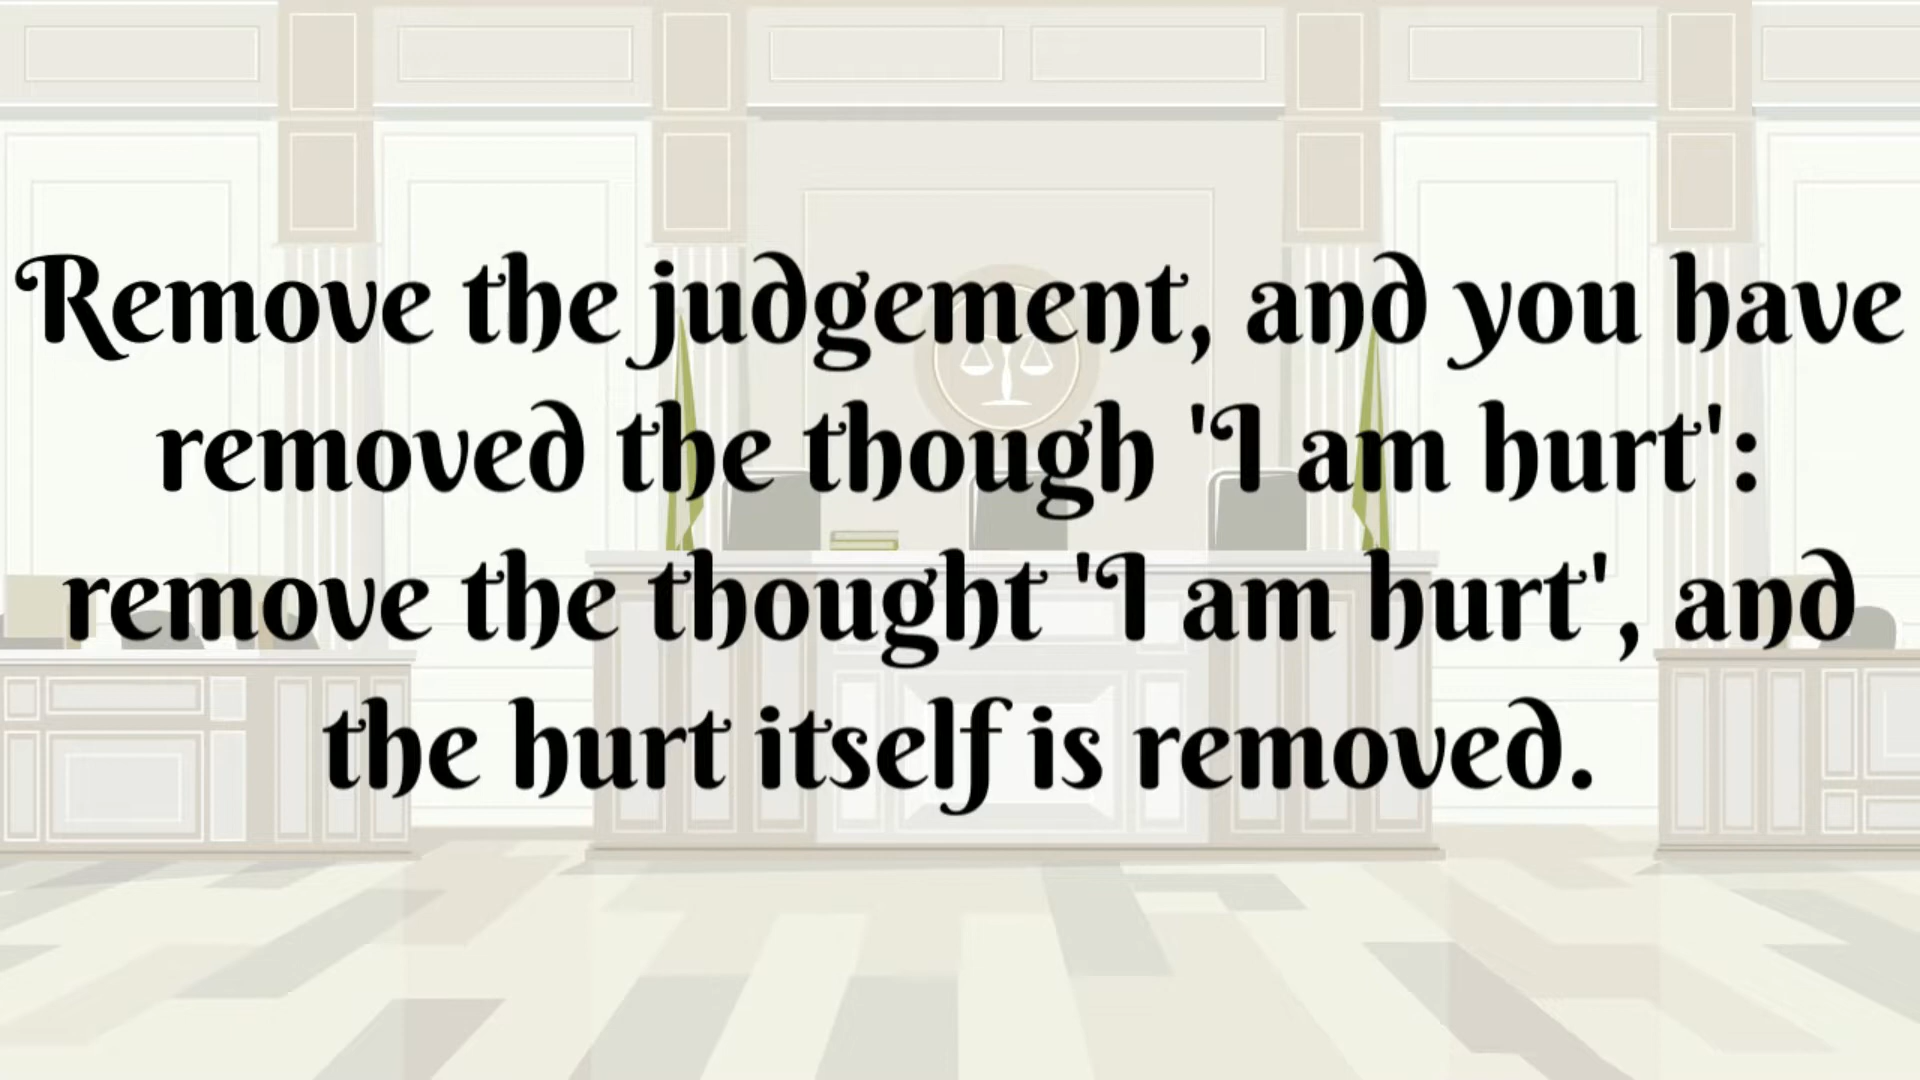 Remove the judgement, and you have
removed the though 'I am hurt':
remove the thought 'I am hurt', and
the hurt itself is removed.